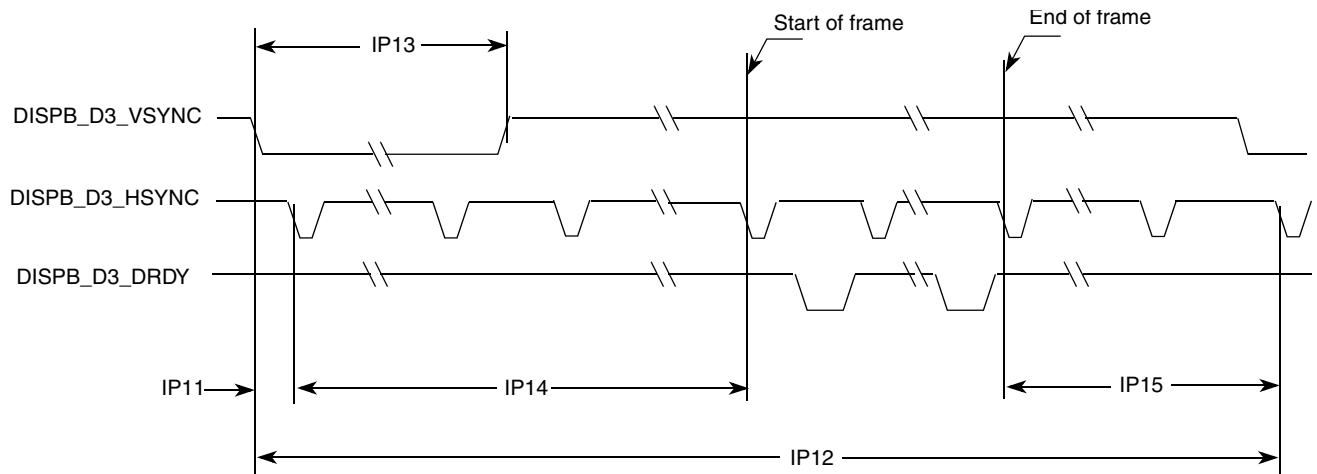 Start of frame
End of frame
IP13
DISPB_D3_VSYNC
DISPB_D3_HSYNC
DISPB_D3_DRDY
IP11
IP14
IP15
IP12